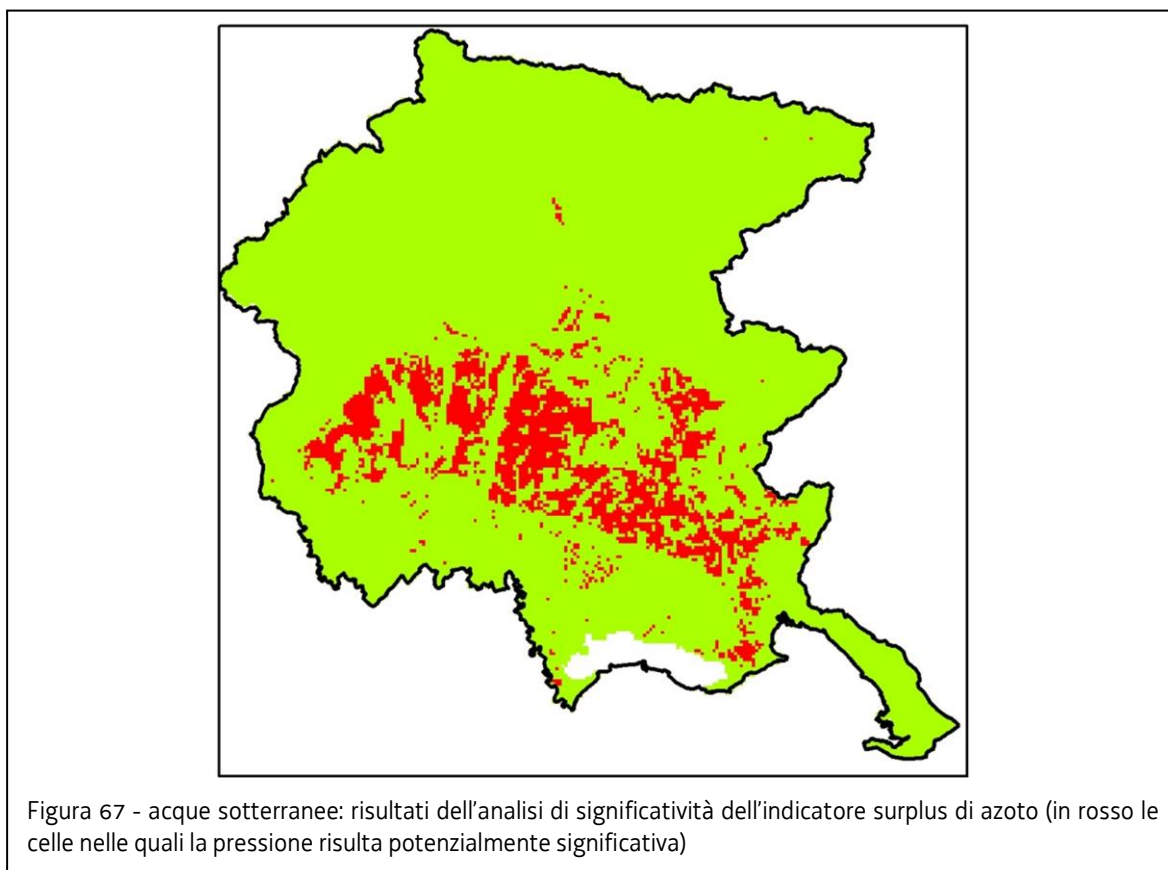 Figura 67 - acque sotterranee: risultati dell'analisi di significatività dell'indicatore surplus di azoto (in rosso le
celle nelle quali la pressione risulta potenzialmente significativa)